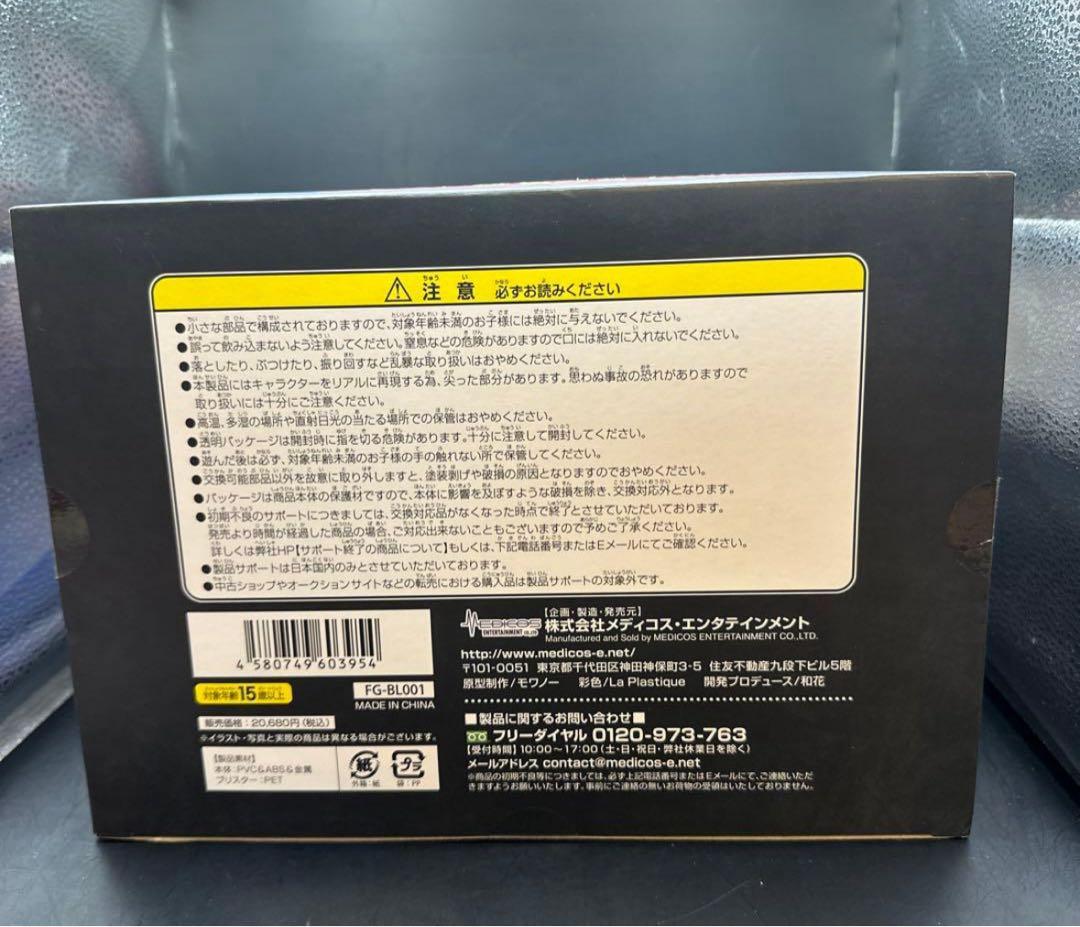 注意 必ずお読みください
●小さな部品で構成されておりますので、対象年齢未満のお子様には絶対に与えないでください。
●誤って飲み込まないよう注意してください。窒息などの危険がありますので口には絶対に入れないでください。
●落としたり、ぶつけたり、振り回すなど乱暴な取り扱いはおやめください。
●本製品にはキャラクターをリアルに再現する為、尖った部分があります。思わぬ事故の恐れがありますので
取り扱いには十分にご注意ください。
●高温、多湿の場所や直射日光の当たる場所での保管はおやめください。
●透明パッケージは開封時に指を切る危険があります。十分に注意して開封してください。
●遊んだ後は必ず、対象年齢未満のお子様の手の触れない所で保管してください。
●交換可能部品以外を故意に取り外しますと、塗装剥げや破損の原因となりますのでおやめください。
●パッケージは商品本体の保護材ですので、本体に影響を及ぼすような破損を除き、交換対応外となります。
●初期不良のサポートにつきましては、交換対応品がなくなった時点で終了とさせていただいております。
発売より時間が経過した商品の場合、ご対応出来ないこともございますので予めご了承ください。
詳しくは弊社HP【サポート終了の商品について】もしくは、下記電話番号またはEメールにてご確認ください。
●製品サポートは日本国内のみとさせていただいております。
●中古ショップやオークションサイトなどの転売における購入品は製品サポートの対象外です。
4 580749 603954
対象年齢15歳以上
FG-BL001
MADE IN CHINA
販売価格：20,680円（税込）
※イラスト・写真と実際の商品は異なる場合がございます。
【製品素材】
本体：PVC&ABS&金属
ブリスター：PET
紙
外箱：紙
プラ
袋：PP
MEDICOS
ENTERTAINMENT CO.,LTD
【企画・製造・発売元】
株式会社メディコス・エンタテインメント
Manufactured and Sold by MEDICOS ENTERTAINMENT CO.,LTD.
http://www.medicos-e.net/
〒101-0051 東京都千代田区神田神保町3-5 住友不動産九段下ビル5階
原型制作/モワノー 彩色/La Plastique 開発プロデュース/和花
■製品に関するお問い合わせ■
フリーダイヤル 0120-973-763
【受付時間】10:00～17:00（土・日・祝日・弊社休業日を除く）
メールアドレス contact@medicos-e.net
※商品の初期不良等につきましては、必ず上記電話番号またはEメールにて、ご連絡いただ
きますようお願いいたします。事前にご連絡の無いお荷物の受領はいたしておりません。